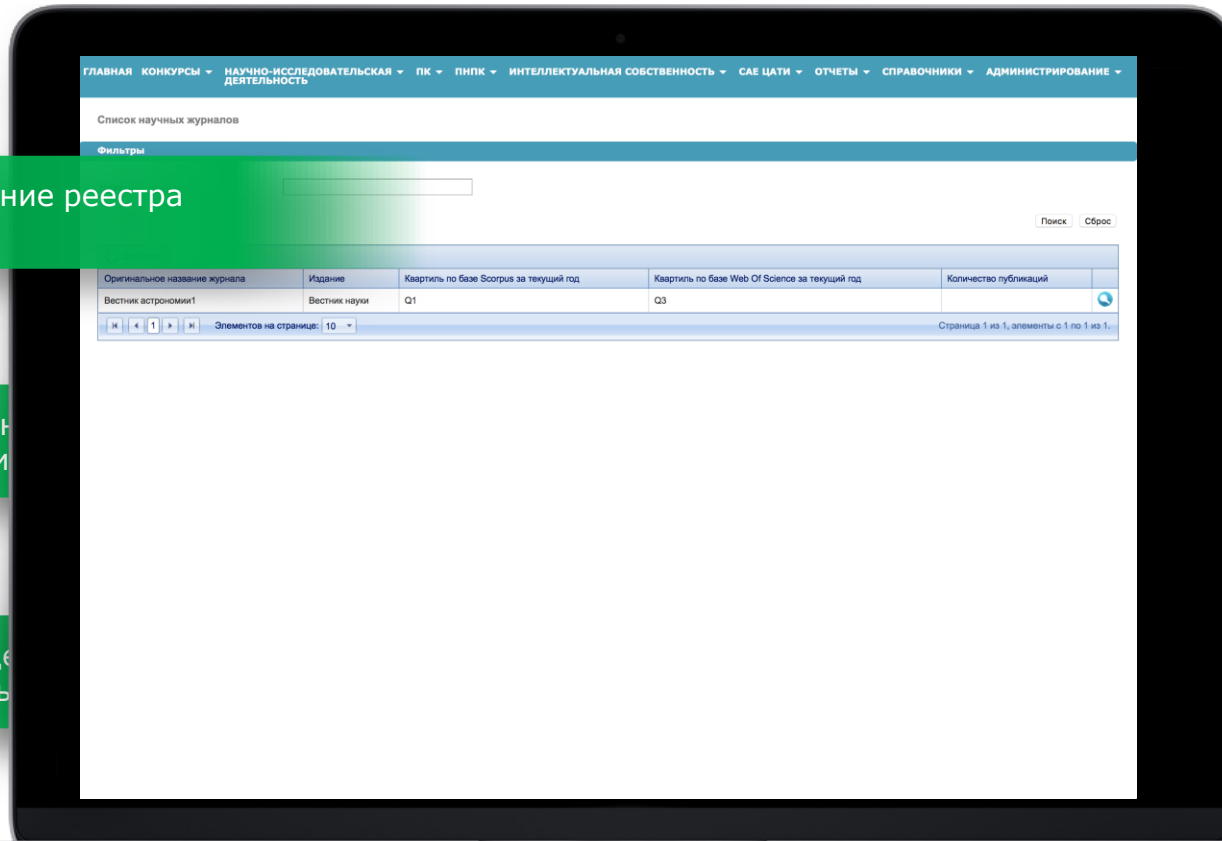 ГЛАВНАЯ КОНКУРСЫ НАУЧНО-ИССЛЕДОВАТЕЛЬСКАЯ ПК ПНПК ИНТЕЛЛЕКТУАЛЬНАЯ СОБСТВЕННОСТЬ САЕ ЦАТИ ОТЧЕТЫ СПРАВОЧНИКИ АДМИНИСТРИРОВАНИЕ
ДЕЯТЕЛЬНОСТЬ
Список научных журналов
Фильтры
ние реестра
Поиск Сброс
Оригинальное название журнала Издание Квартиль по базе Scorpus за текущий год Квартиль по базе Web Of Science за текущий год Количество публикаций
Вестник астрономии1 Вестник науки Q1 Q3
1 Элементов на странице: 10 Страница 1 из 1, элементы с 1 по 1 из 1.